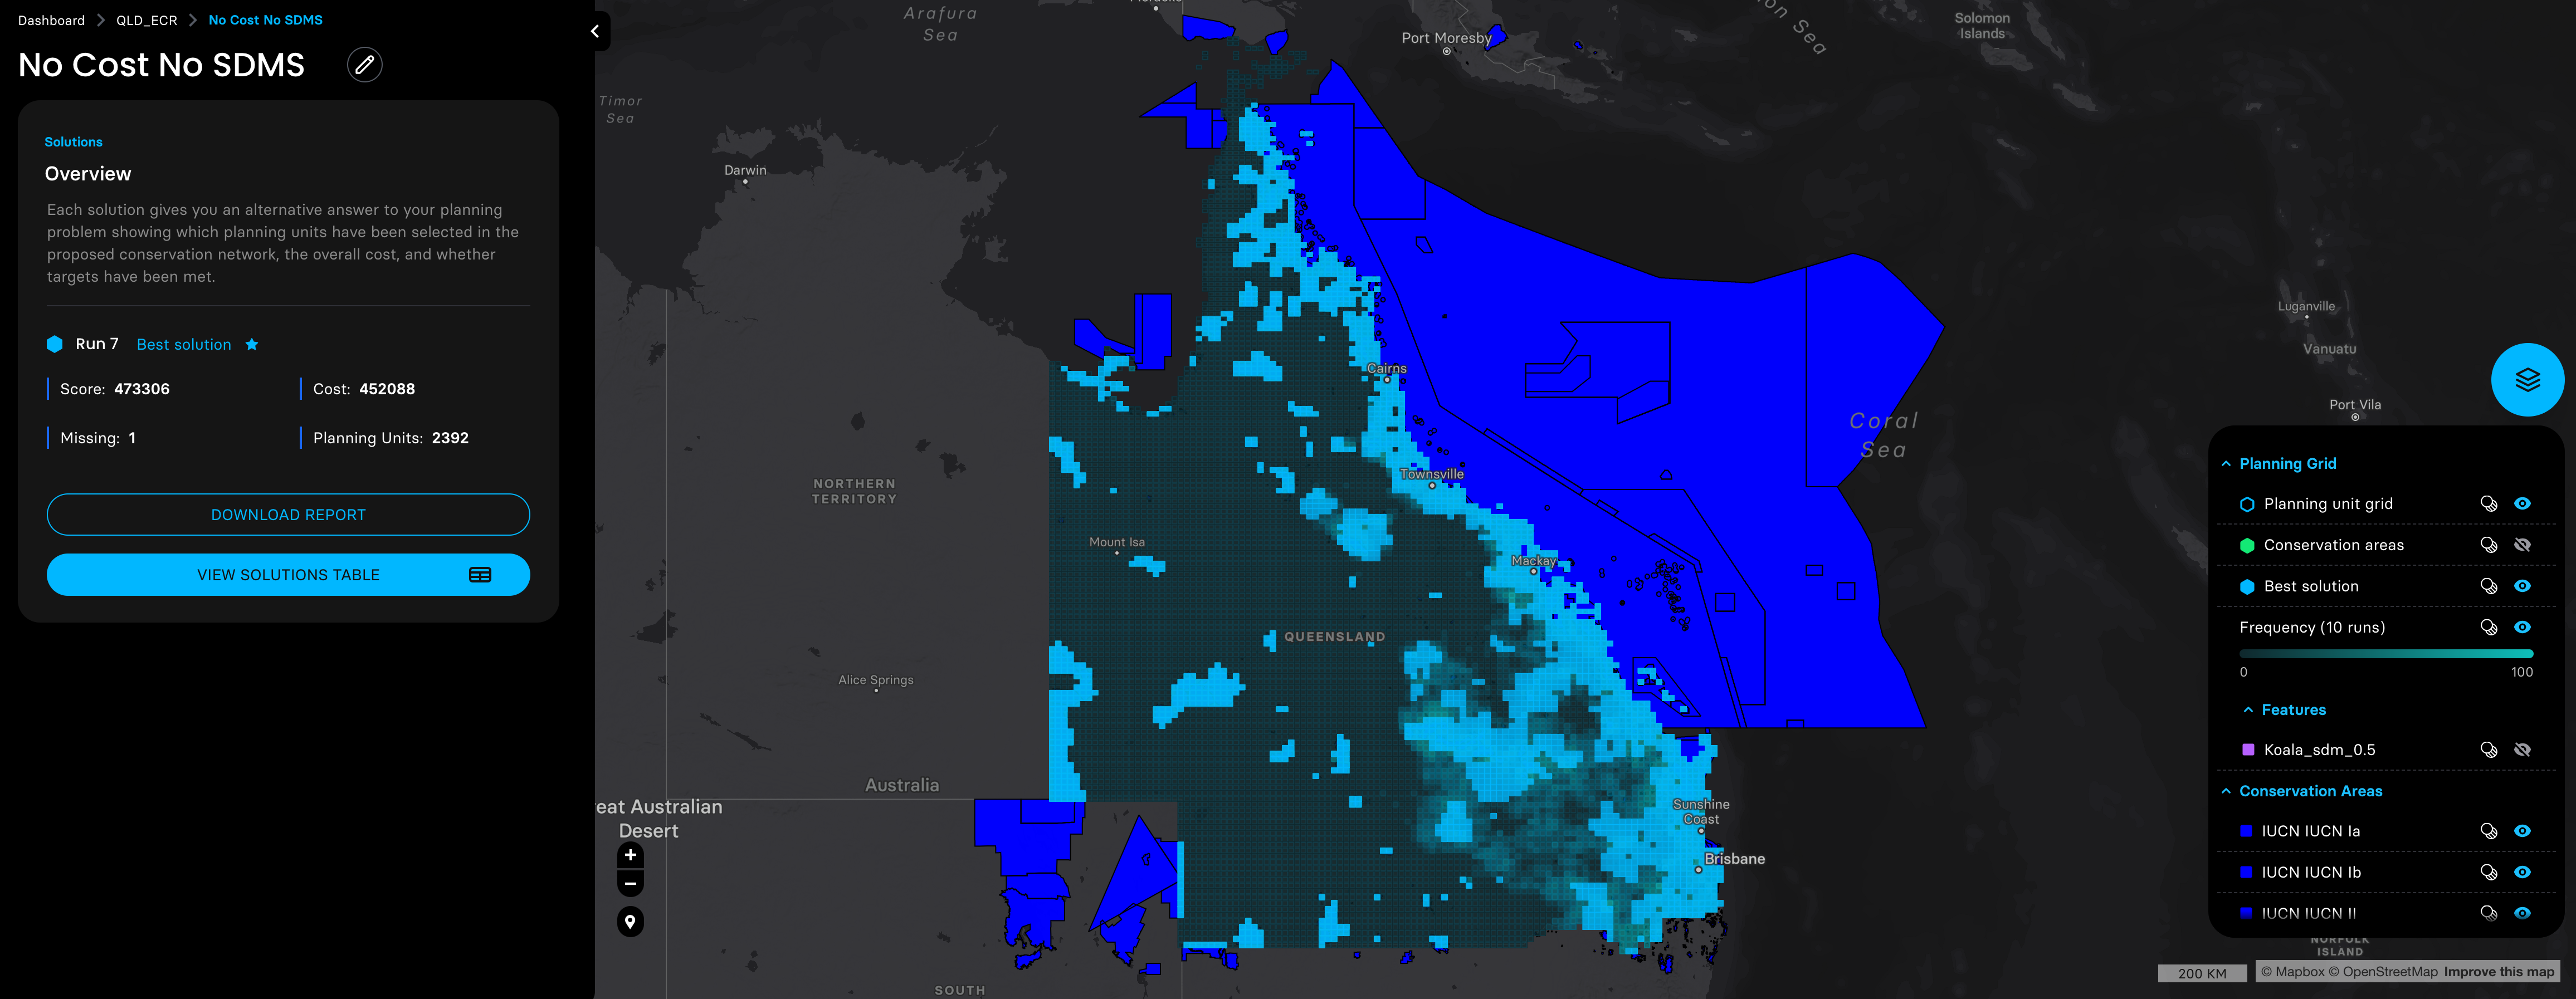 Dashboard > QLD_ECR > No Cost No SDMS
No Cost No SDMS
Solutions
Overview
Each solution gives you an alternative answer to your planning
problem showing which planning units have been selected in the
proposed conservation network, the overall cost, and whether
targets have been met.
Run 7 Best solution
Score: 473306
Cost: 452088
Missing: 1
Planning Units: 2392
DOWNLOAD REPORT
VIEW SOLUTIONS TABLE
Arafura
Sea
Port Moresby
Solomon
Islands
Timor
Sea
Darwin
Luganville
Vanuatu
Port Vila
Cairns
Coral
Sea
Townsville
NORTHERN
TERRITORY
Mount Isa
Mackay
QUEENSLAND
Alice Springs
Australia
eat Australian
Desert
Sunshine
Coast
Brisbane
SOUTH
Planning Grid
Planning unit grid
Conservation areas
Best solution
Frequency (10 runs)
0 100
Features
Koala_sdm_0.5
Conservation Areas
IUCN IUCN Ia
IUCN IUCN Ib
IUCN IUCN II
NORFOLK
ISLAND
200 KM
© Mapbox © OpenStreetMap Improve this map